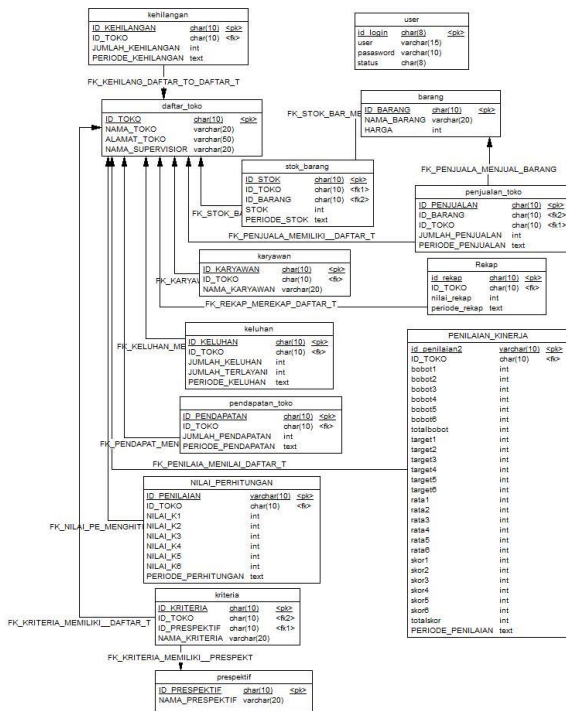 kehilangan
ID_KEHILANGAN char(10) <pk>
ID_TOKO char(10) <fk>
JUMLAH_KEHILANGAN int
PERIODE_KEHILANGAN text
user
id_login char(8) <pk>
user varchar(15)
pasasword varchar(10)
status char(8)
FK_KEHILANG_DAFTAR_TO_DAFTAR_T
daftar_toko
ID_TOKO char(10) <pk>
NAMA_TOKO varchar(20)
ALAMAT_TOKO varchar(50)
NAMA_SUPERVISIOR varchar(20)
FK_STOK_BAR_ME
barang
ID_BARANG char(10) <pk>
NAMA_BARANG varchar(20)
HARGA int
FK_PENJUALA_MENJUAL_BARANG
stok_barang
ID_STOK char(10) <pk>
ID_TOKO char(10) <fk1>
ID_BARANG char(10) <fk2>
STOK int
PERIODE_STOK text
FK_STOK_BA
penjualan_toko
ID_PENJUALAN char(10) <pk>
ID_BARANG char(10) <fk2>
ID_TOKO char(10) <fk1>
JUMLAH_PENJUALAN int
PERIODE_PENJUALAN text
FK_PENJUALA_MEMILIKI__DAFTAR_T
karyawan
ID_KARYAWAN char(10) <pk>
ID_TOKO char(10) <fk>
NAMA_KARYAWAN varchar(20)
FK_KARYAW
Rekap
id_rekap char(10) <pk>
ID_TOKO char(10) <fk>
nilai_rekap int
periode_rekap text
FK_REKAP_MEREKAP_DAFTAR_T
keluhan
ID_KELUHAN char(10) <pk>
ID_TOKO char(10) <fk>
JUMLAH_KELUHAN int
JUMLAH_TERLAYANI int
PERIODE_KELUHAN text
FK_KELUHAN_ME
PENILAIAN_KINERJA
id_penilaian2 varchar(10) <pk>
ID_TOKO char(10) <fk>
bobot1 int
bobot2 int
bobot3 int
bobot4 int
bobot5 int
bobot6 int
totalbobot int
target1 int
target2 int
target3 int
target4 int
target5 int
target6 int
rata1 int
rata2 int
rata3 int
rata4 int
rata5 int
rata6 int
skor1 int
skor2 int
skor3 int
skor4 int
skor5 int
skor6 int
totalskor int
PERIODE_PENILAIAN text
pendapatan_toko
ID_PENDAPATAN char(10) <pk>
ID_TOKO char(10) <fk>
JUMLAH_PENDAPATAN int
PERIODE_PENDAPATAN text
FK_PENDAPAT_MENI
FK_PENILAIA_MENILAI_DAFTAR_T
NILAI_PERHITUNGAN
ID_PENILAIAN varchar(10) <pk>
ID_TOKO char(10) <fk>
NILAI_K1 int
NILAI_K2 int
NILAI_K3 int
NILAI_K4 int
NILAI_K5 int
NILAI_K6 int
PERIODE_PERHITUNGAN text
FK_NILAI_PE_MENGHIT
kriteria
ID_KRITERIA char(10) <pk>
ID_TOKO char(10) <fk2>
ID_PRESPEKTIF char(10) <fk1>
NAMA_KRITERIA varchar(20)
FK_KRITERIA_MEMILIKI__DAFTAR_T
FK_KRITERIA_MEMILIKI__PRESPEKT
prespektif
ID_PRESPEKTIF char(10) <pk>
NAMA_PRESPEKTIF varchar(20)